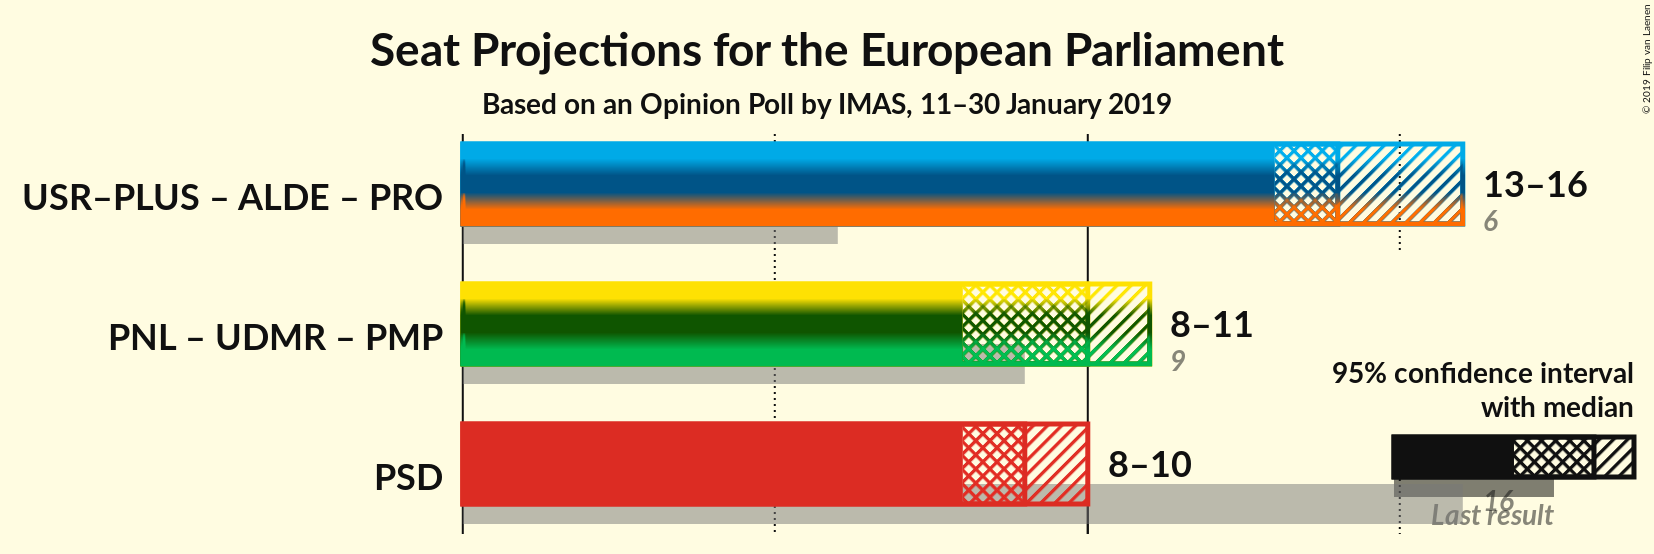 Seat Projections for the European Parliament
Based on an Opinion Poll by IMAS, 11–30 January 2019
© 2019 Filip van Laenen
USR–PLUS – ALDE – PRO
13–16
6
PNL – UDMR – PMP
8–11
9
PSD
8–10
16
95% confidence interval
with median
Last result